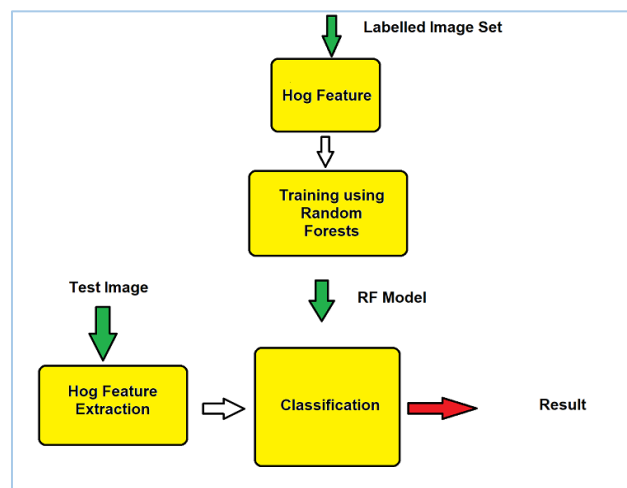 Labelled Image Set
Hog Feature
Training using
Random
Forests
Test Image
RF Model
Hog Feature
Extraction
Classification
Result